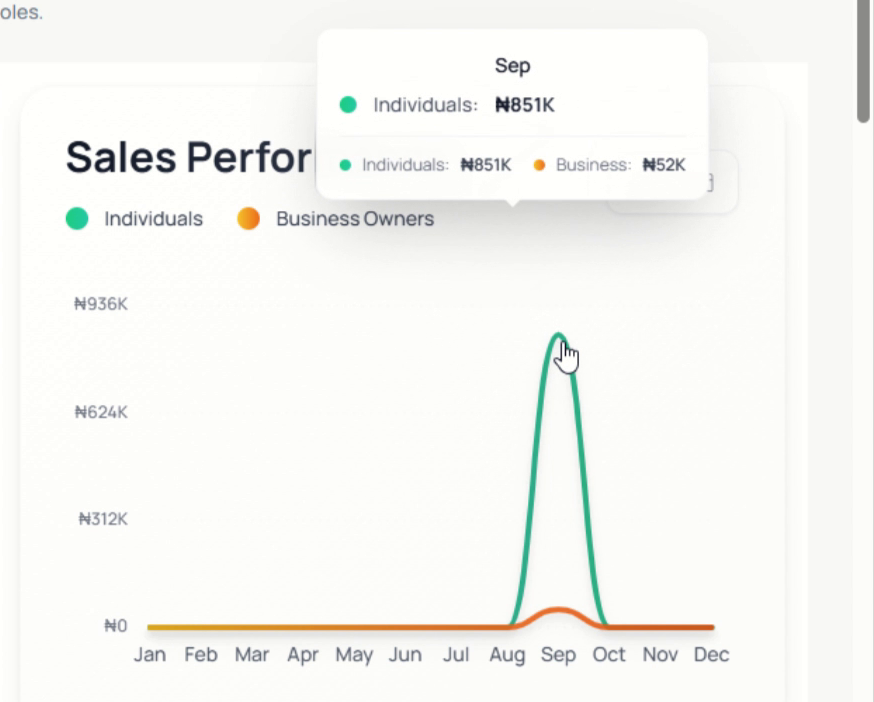 oles.
Sep
Individuals: ₦851K
Individuals: ₦851K Business: ₦52K
Sales Perfor
Individuals Business Owners
₦936K
₦624K
₦312K
₦0
Jan Feb Mar Apr May Jun Jul Aug Sep Oct Nov Dec